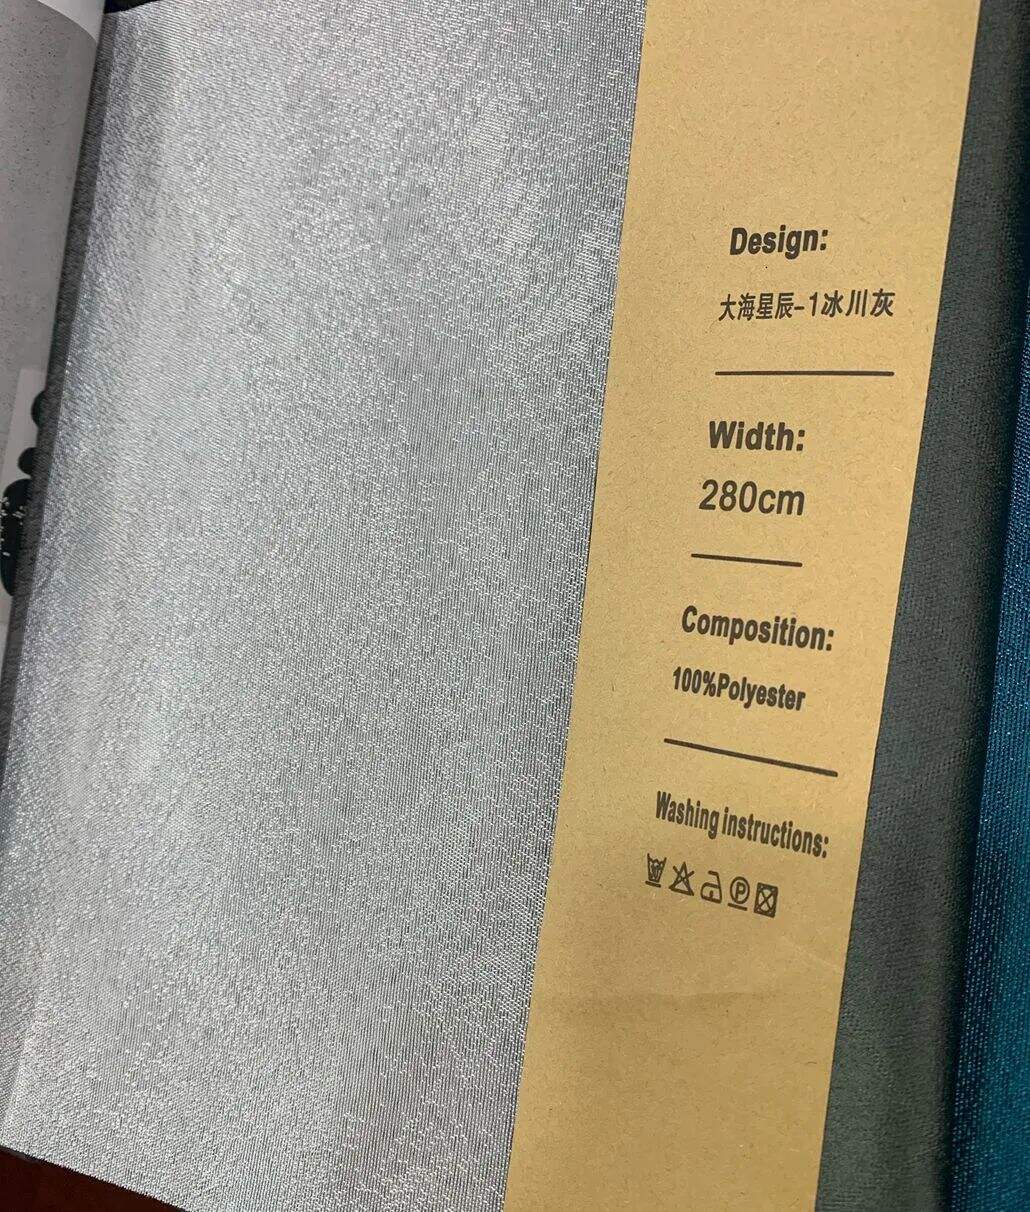 Design:
大海星辰-1冰川灰
Width:
280cm
Composition:
100%Polyester
Washing instructions: